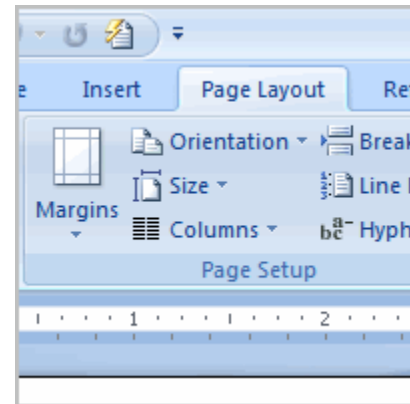 Insert Page Layout Re
Orientation Break
Size Line
Margins
Columns Hyph
Page Setup
1 2